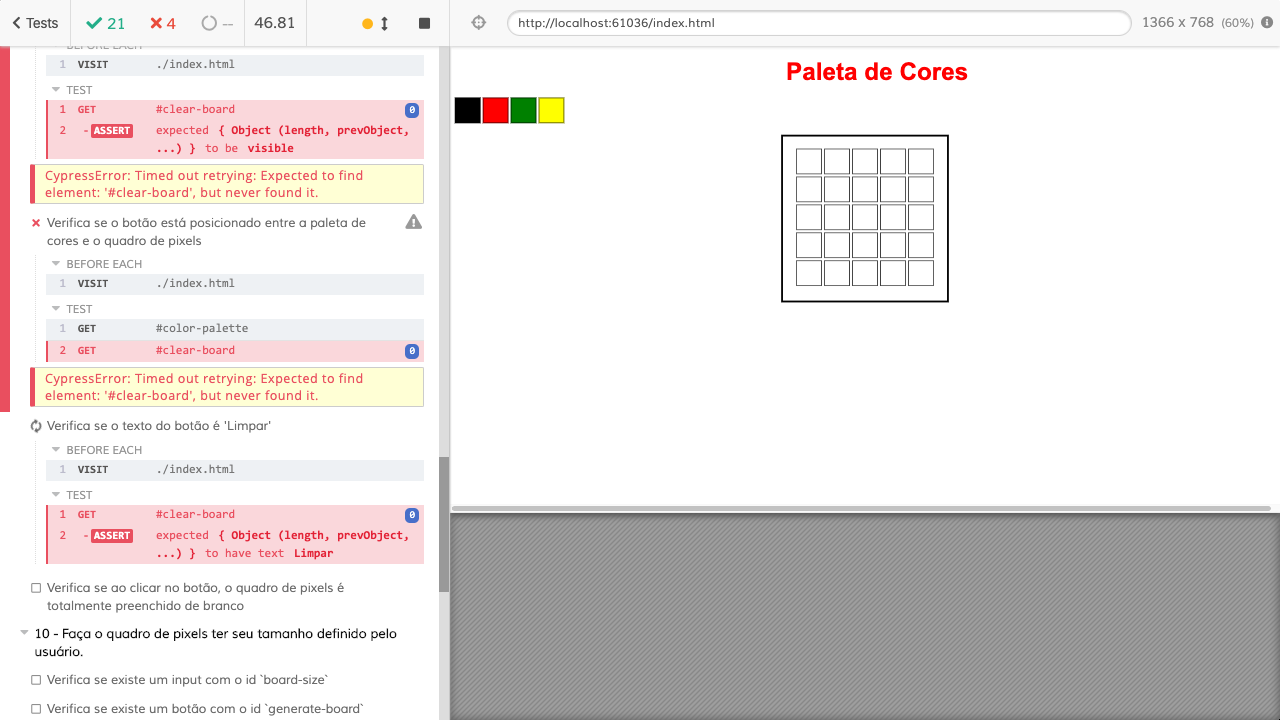 Tests 21 4 -- 46.81 http://localhost:61036/index.html 1366 x 768 (60%)
BEFORE EACH
1 VISIT ./index.html
TEST
1 GET #clear-board 0
2 - ASSERT expected { Object (length, prevObject,
...) } to be visible
CypressError: Timed out retrying: Expected to find
element: '#clear-board', but never found it.
Verifica se o botão está posicionado entre a paleta de
cores e o quadro de pixels
BEFORE EACH
1 VISIT ./index.html
TEST
1 GET #color-palette
2 GET #clear-board 0
CypressError: Timed out retrying: Expected to find
element: '#clear-board', but never found it.
Verifica se o texto do botão é 'Limpar'
BEFORE EACH
1 VISIT ./index.html
TEST
1 GET #clear-board 0
2 - ASSERT expected { Object (length, prevObject,
...) } to have text Limpar
Verifica se ao clicar no botão, o quadro de pixels é
totalmente preenchido de branco
10 - Faça o quadro de pixels ter seu tamanho definido pelo
usuário.
Verifica se existe um input com o id `board-size`
Verifica se existe um botão com o id `generate-board`
Paleta de Cores